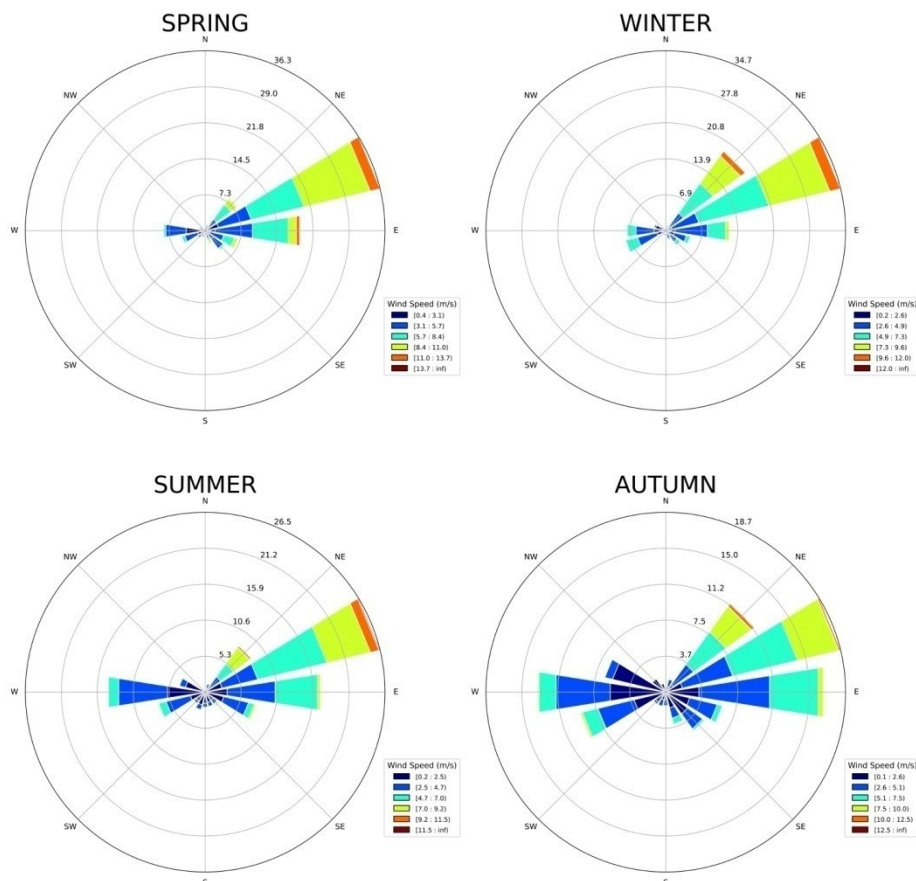 SPRING
N
36.3
29.0
21.8
14.5
7.3
NW
NE
W
E
SW
SE
S
Wind Speed (m/s)
[0.4 : 3.1)
[3.1 : 5.7)
[5.7 : 8.4)
[8.4 : 11.0)
[11.0 : 13.7)
[13.7 : inf)
WINTER
N
34.7
27.8
20.8
13.9
6.9
NW
NE
W
E
SW
SE
S
Wind Speed (m/s)
[0.2 : 2.6)
[2.6 : 4.9)
[4.9 : 7.3)
[7.3 : 9.6)
[9.6 : 12.0)
[12.0 : inf)
SUMMER
N
26.5
21.2
15.9
10.6
5.3
NW
NE
W
E
SW
SE
Wind Speed (m/s)
[0.2 : 2.5)
[2.5 : 4.7)
[4.7 : 7.0)
[7.0 : 9.2)
[9.2 : 11.5)
[11.5 : inf)
AUTUMN
N
18.7
15.0
11.2
7.5
3.7
NW
NE
W
E
SW
SE
Wind Speed (m/s)
[0.1 : 2.6)
[2.6 : 5.1)
[5.1 : 7.5)
[7.5 : 10.0)
[10.0 : 12.5)
[12.5 : inf)